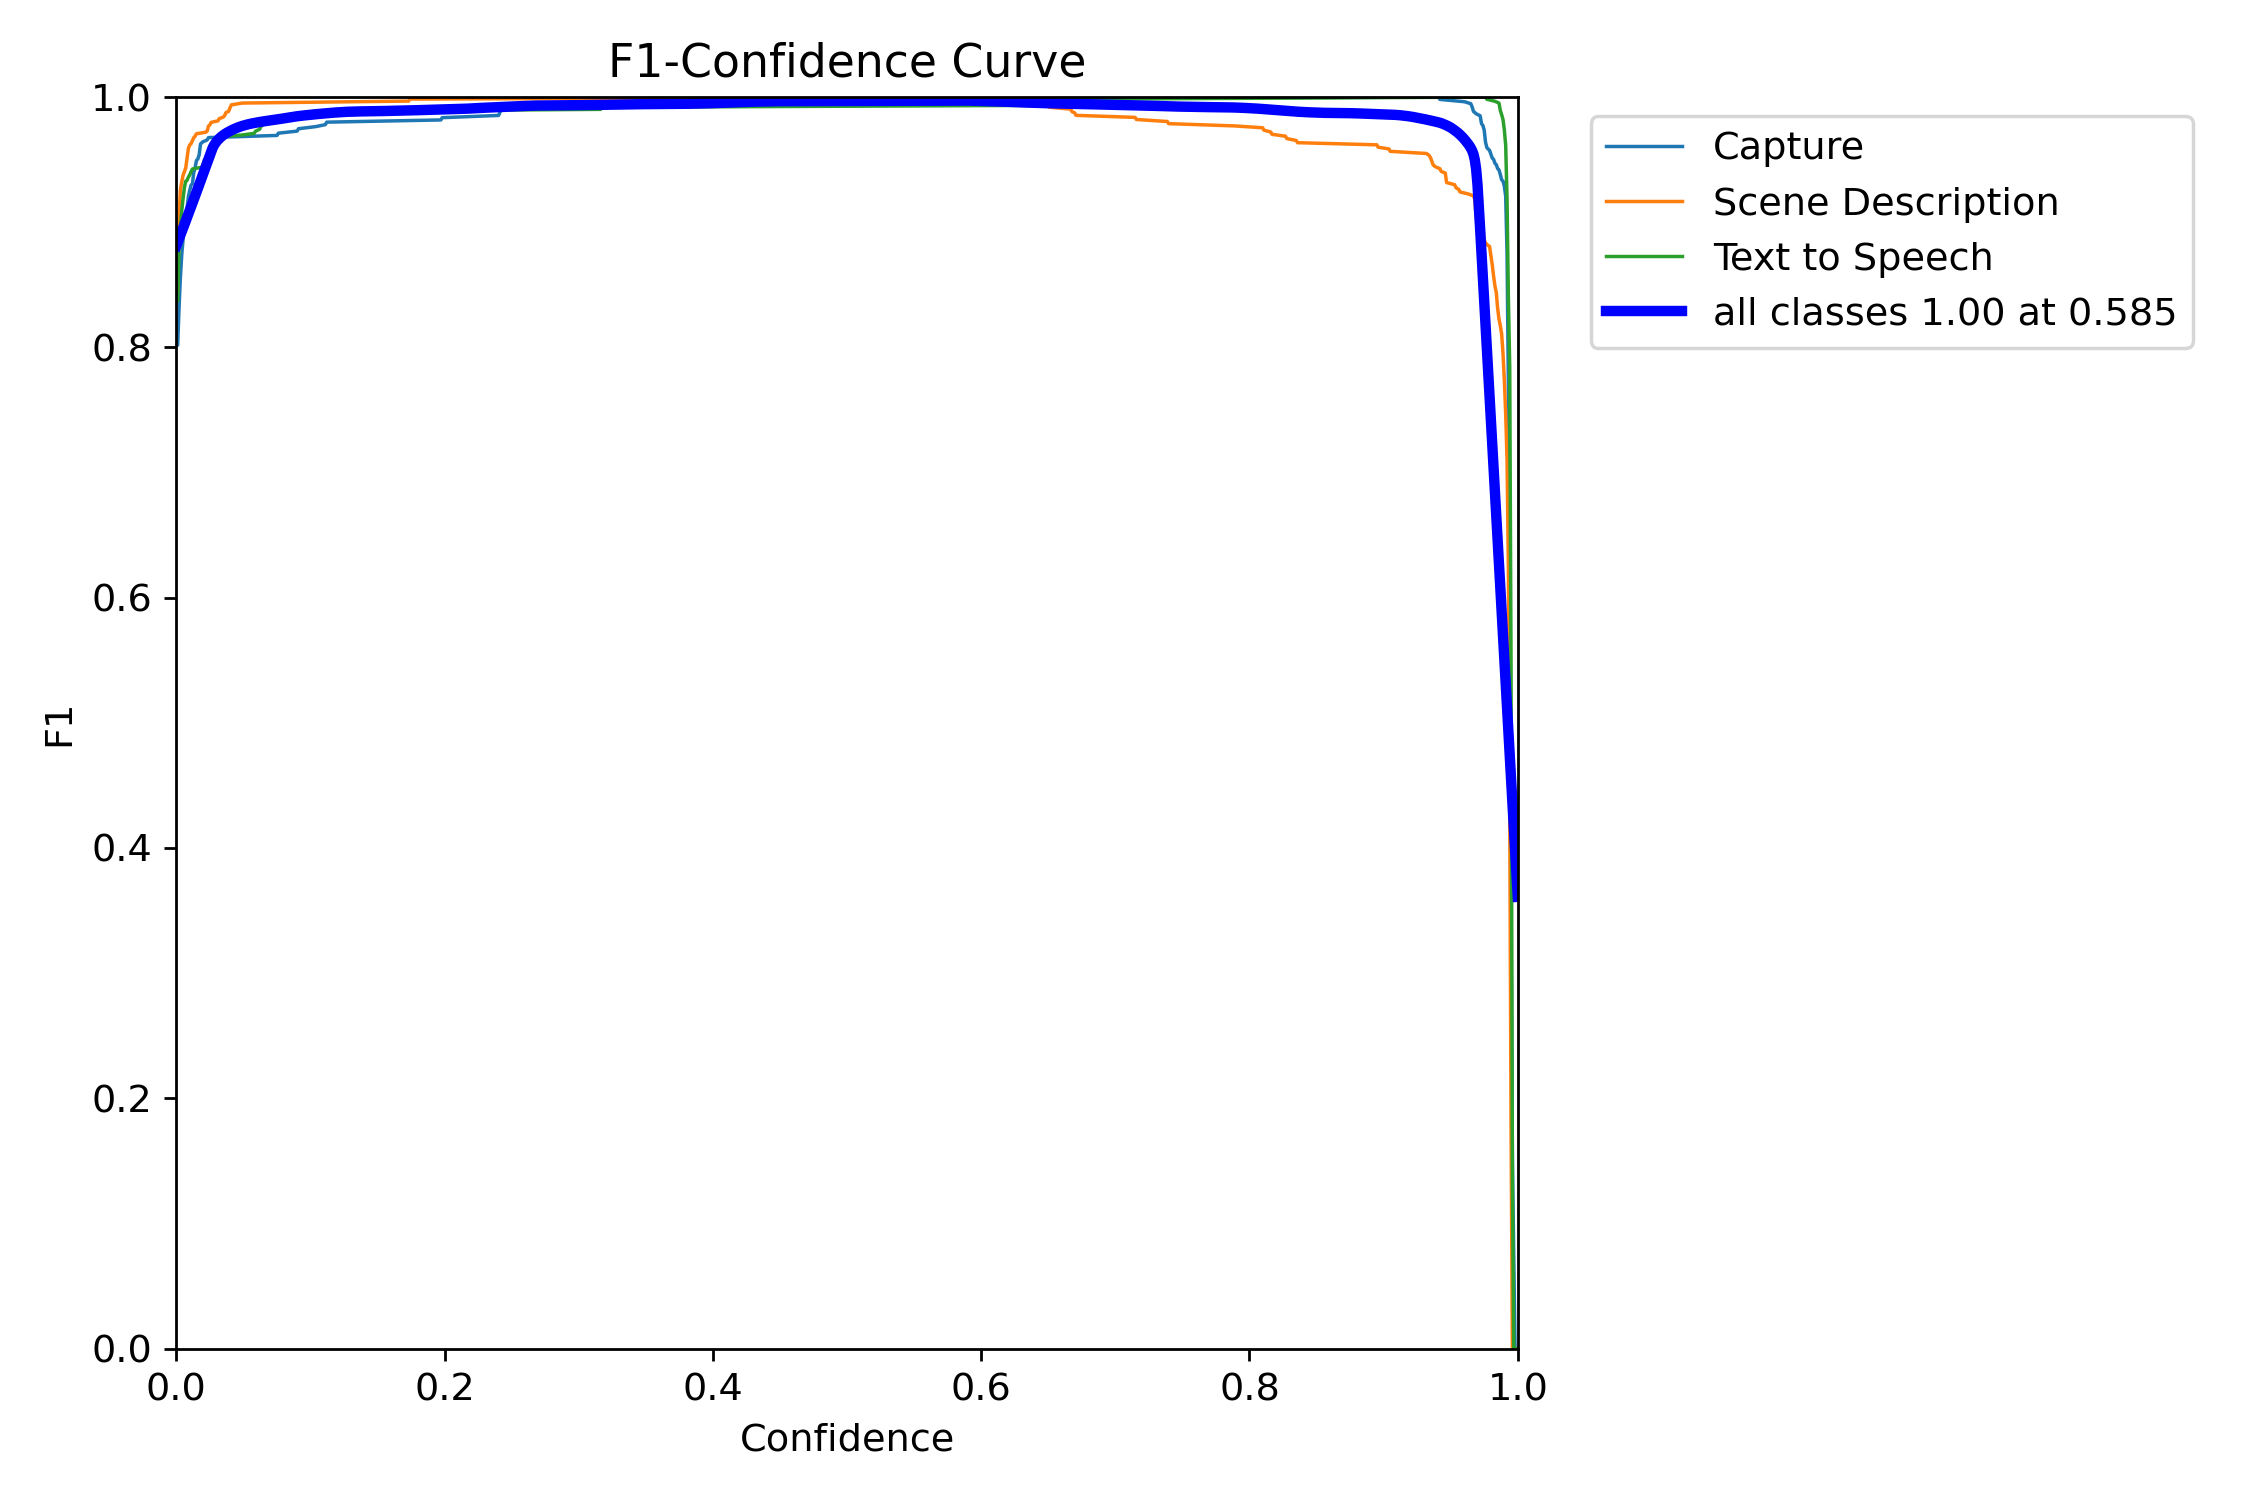 F1-Confidence Curve
1.0
0.8
0.6
0.4
0.2
0.0
F1
0.0 0.2 0.4 0.6 0.8 1.0
Confidence
Capture
Scene Description
Text to Speech
all classes 1.00 at 0.585